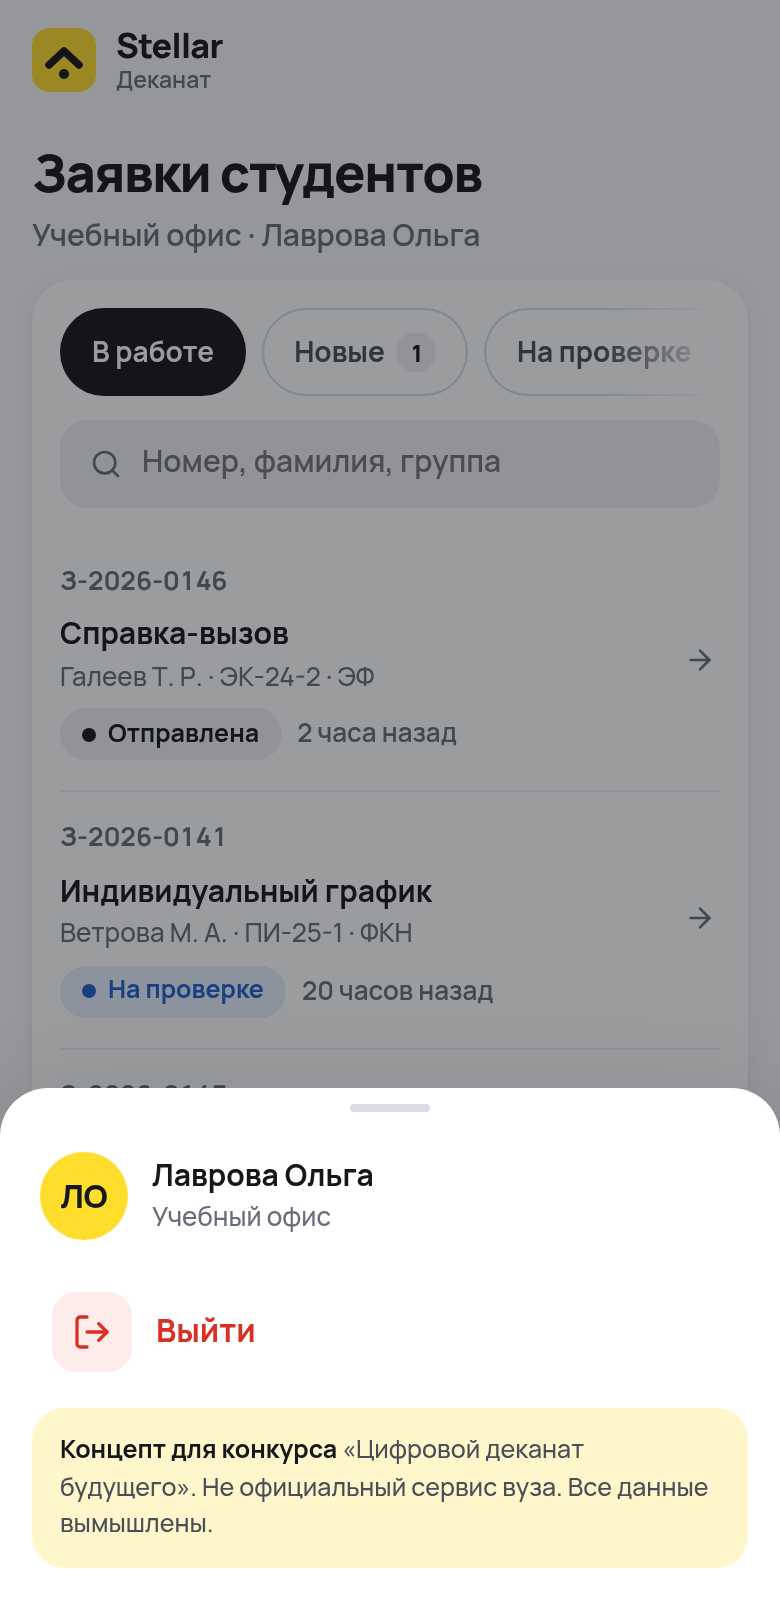 Stellar
Деканат
Заявки студентов
Учебный офис · Лаврова Ольга
В работе
Новые 1
На проверке
Номер, фамилия, группа
З-2026-0146
Справка-вызов
Галеев Т. Р. · ЭК-24-2 · ЭФ
Отправлена 2 часа назад
З-2026-0141
Индивидуальный график
Ветрова М. А. · ПИ-25-1 · ФКН
На проверке 20 часов назад
ЛО
Лаврова Ольга
Учебный офис
Выйти
Концепт для конкурса «Цифровой деканат
будущего». Не официальный сервис вуза. Все данные
вымышлены.